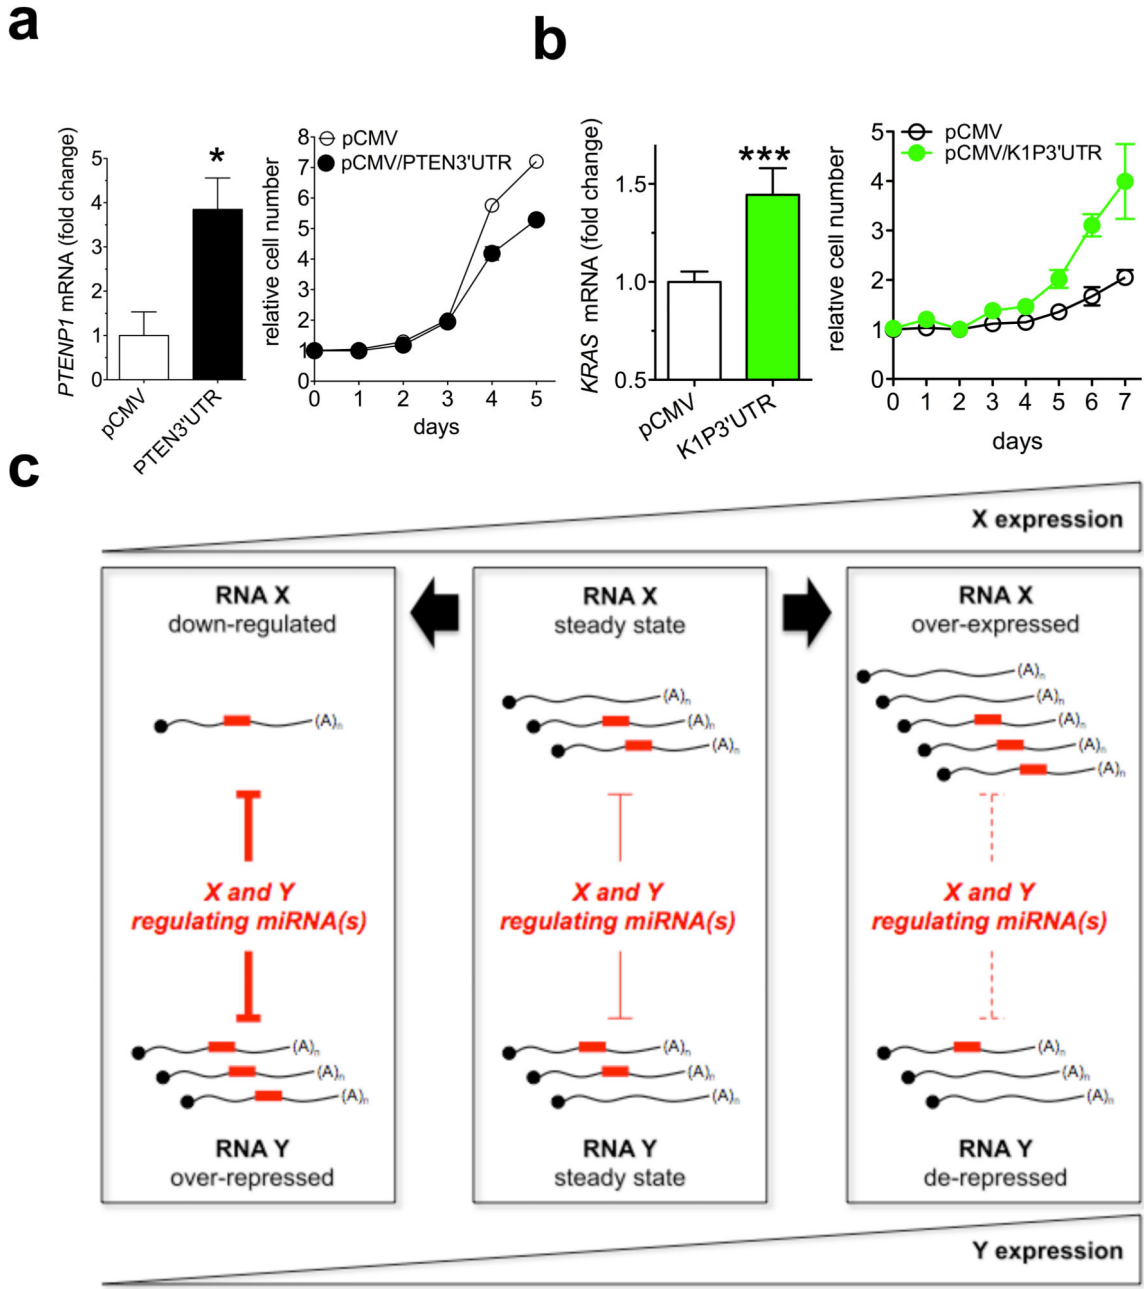 a
b
PTENP1 mRNA (fold change)
5
4
3
2
1
0
*
pCMV
PTEN3'UTR
relative cell number
8
7
6
5
4
3
2
1
0
pCMV
pCMV/PTEN3'UTR
0 1 2 3 4 5
days
KRAS mRNA (fold change)
1.5
1.0
0.5
***
pCMV
K1P3'UTR
relative cell number
5
4
3
2
1
0
pCMV
pCMV/K1P3'UTR
0 1 2 3 4 5 6 7
days
c
X expression
RNA X
down-regulated
(A)n
X and Y
regulating miRNA(s)
(A)n
(A)n
(A)n
RNA Y
over-repressed
RNA X
steady state
(A)n
(A)n
(A)n
X and Y
regulating miRNA(s)
(A)n
(A)n
(A)n
RNA Y
steady state
RNA X
over-expressed
(A)n
(A)n
(A)n
(A)n
(A)n
X and Y
regulating miRNA(s)
(A)n
(A)n
(A)n
RNA Y
de-repressed
Y expression